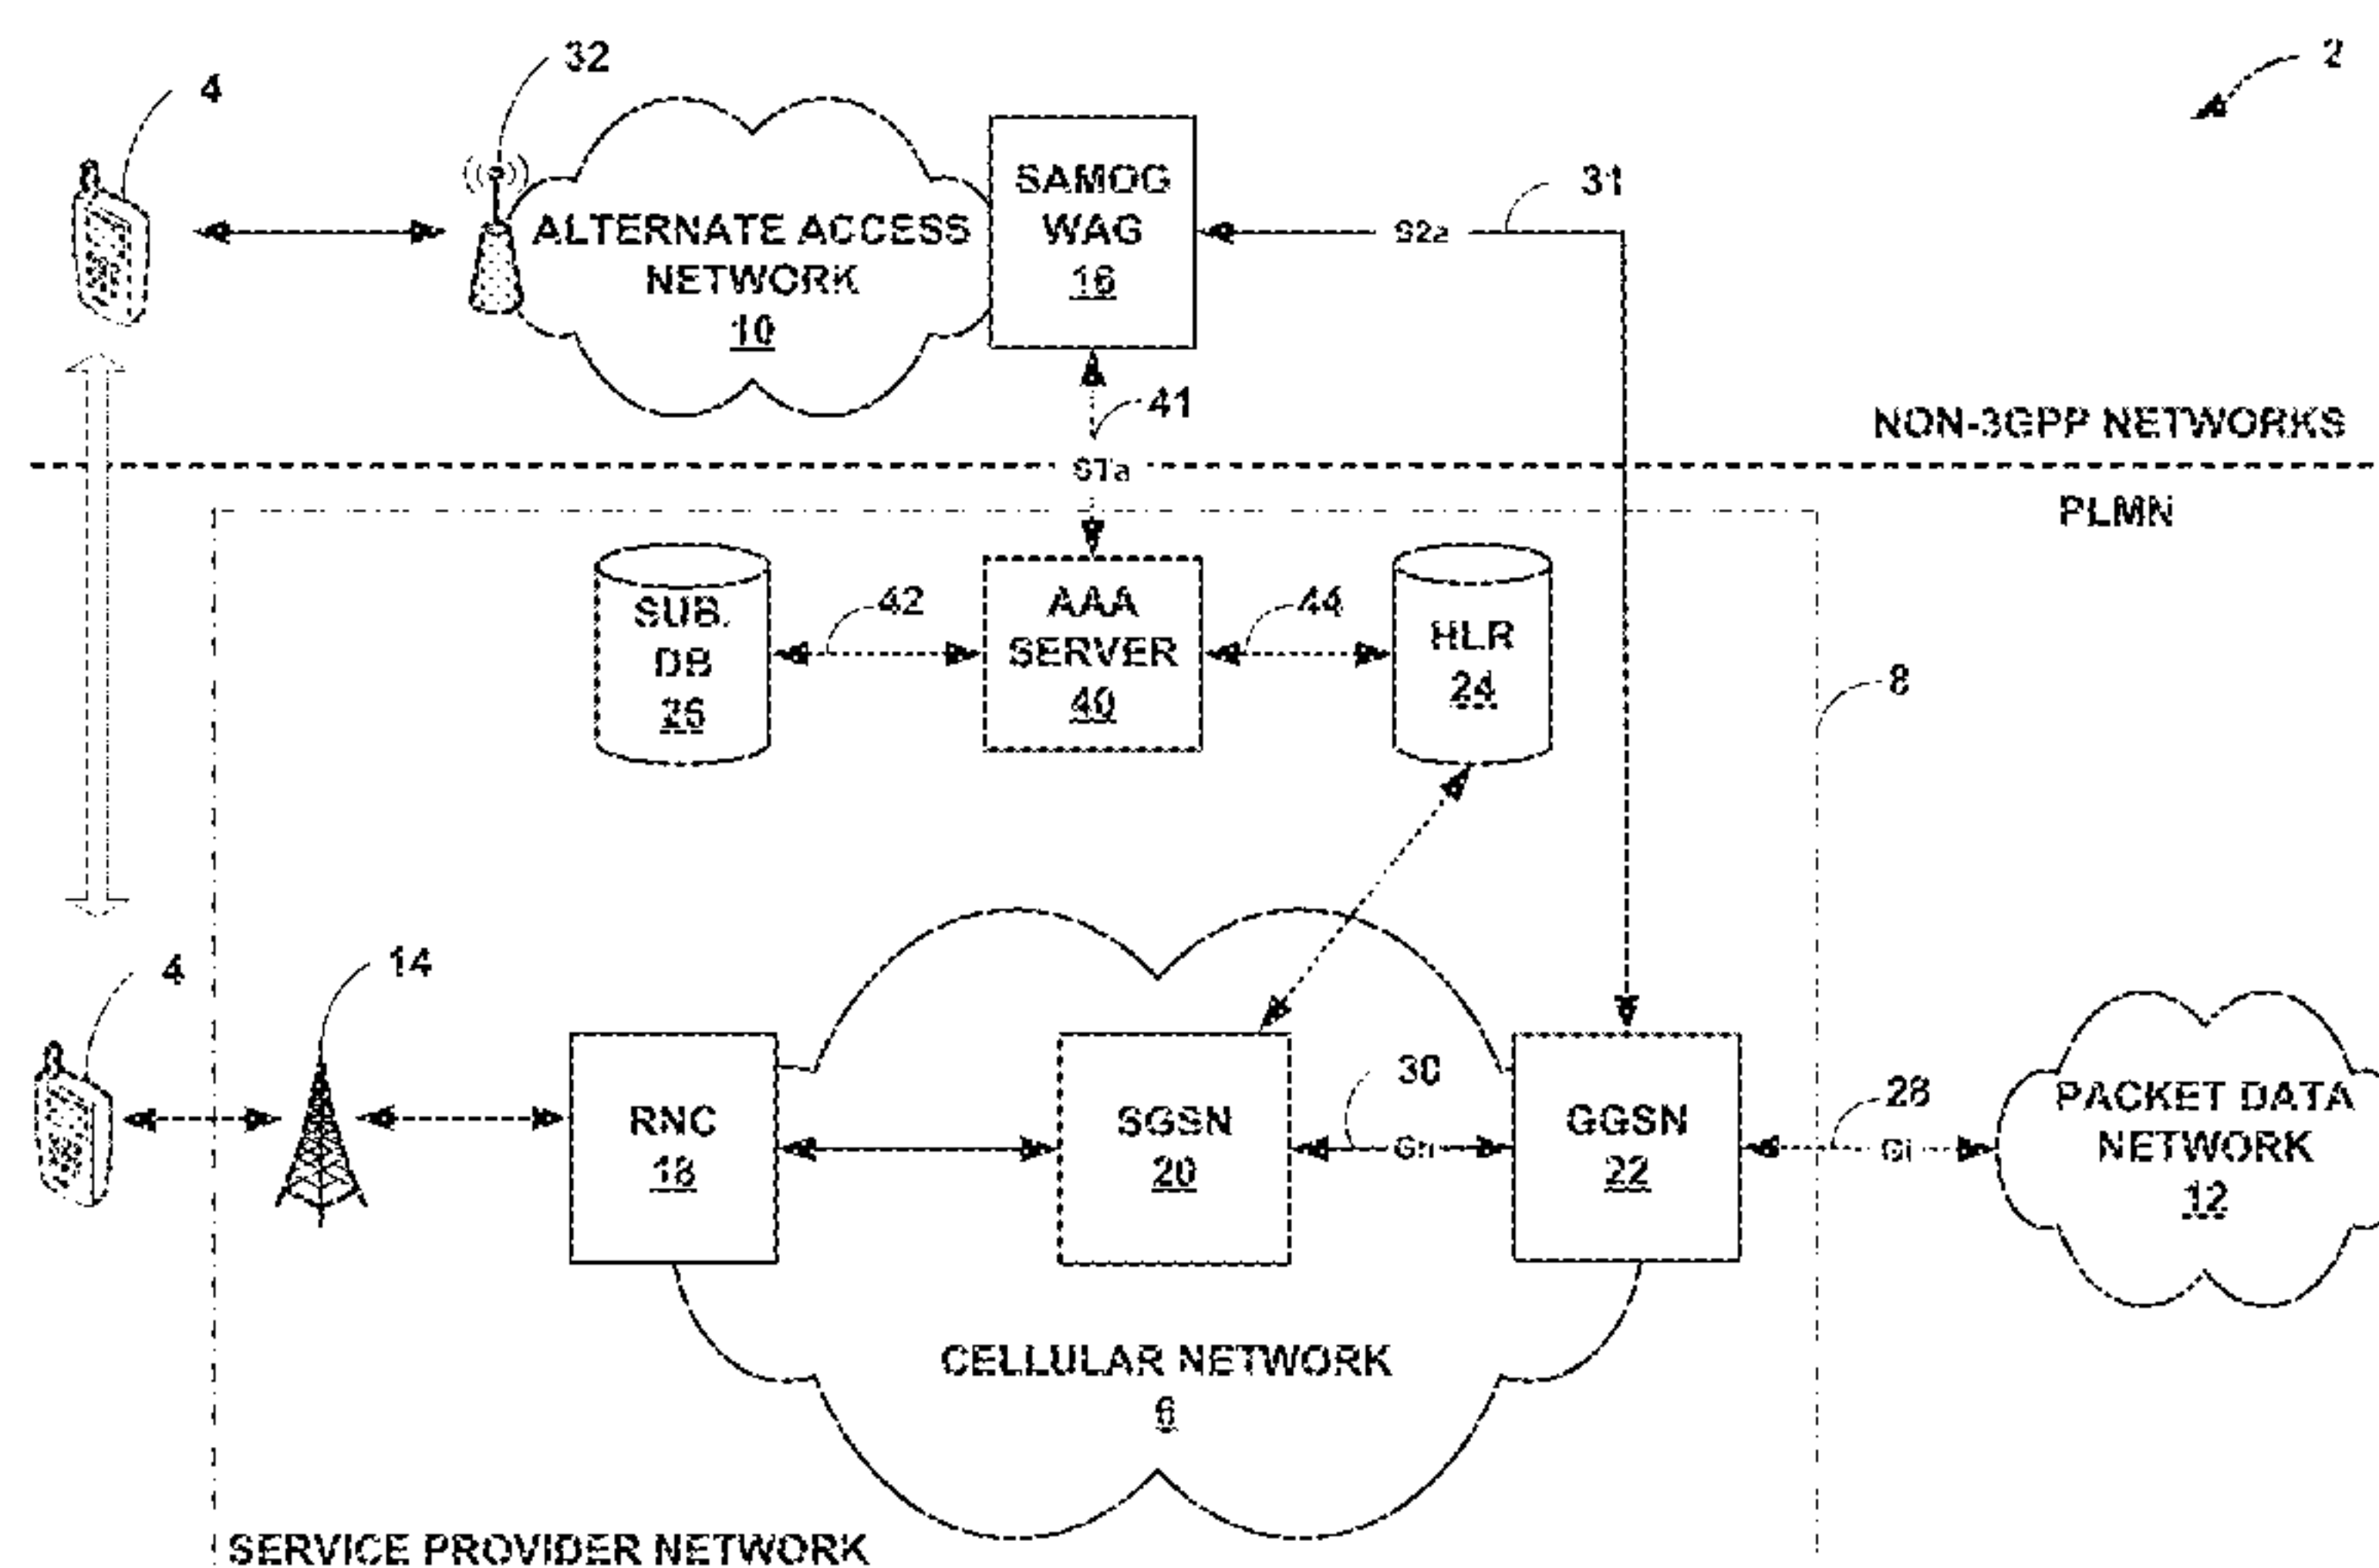 2
32
4
31
SAMOG
WAG
16
S2a
ALTERNATE ACCESS
NETWORK
10
41
NON-3GPP NETWORKS
STa
PLMN
SUB.
DB
26
42
AAA
SERVER
40
44
HLR
24
8
4
14
RNC
18
SGSN
20
30
Gn
GGSN
22
28
Gi
PACKET DATA
NETWORK
12
CELLULAR NETWORK
6
SERVICE PROVIDER NETWORK